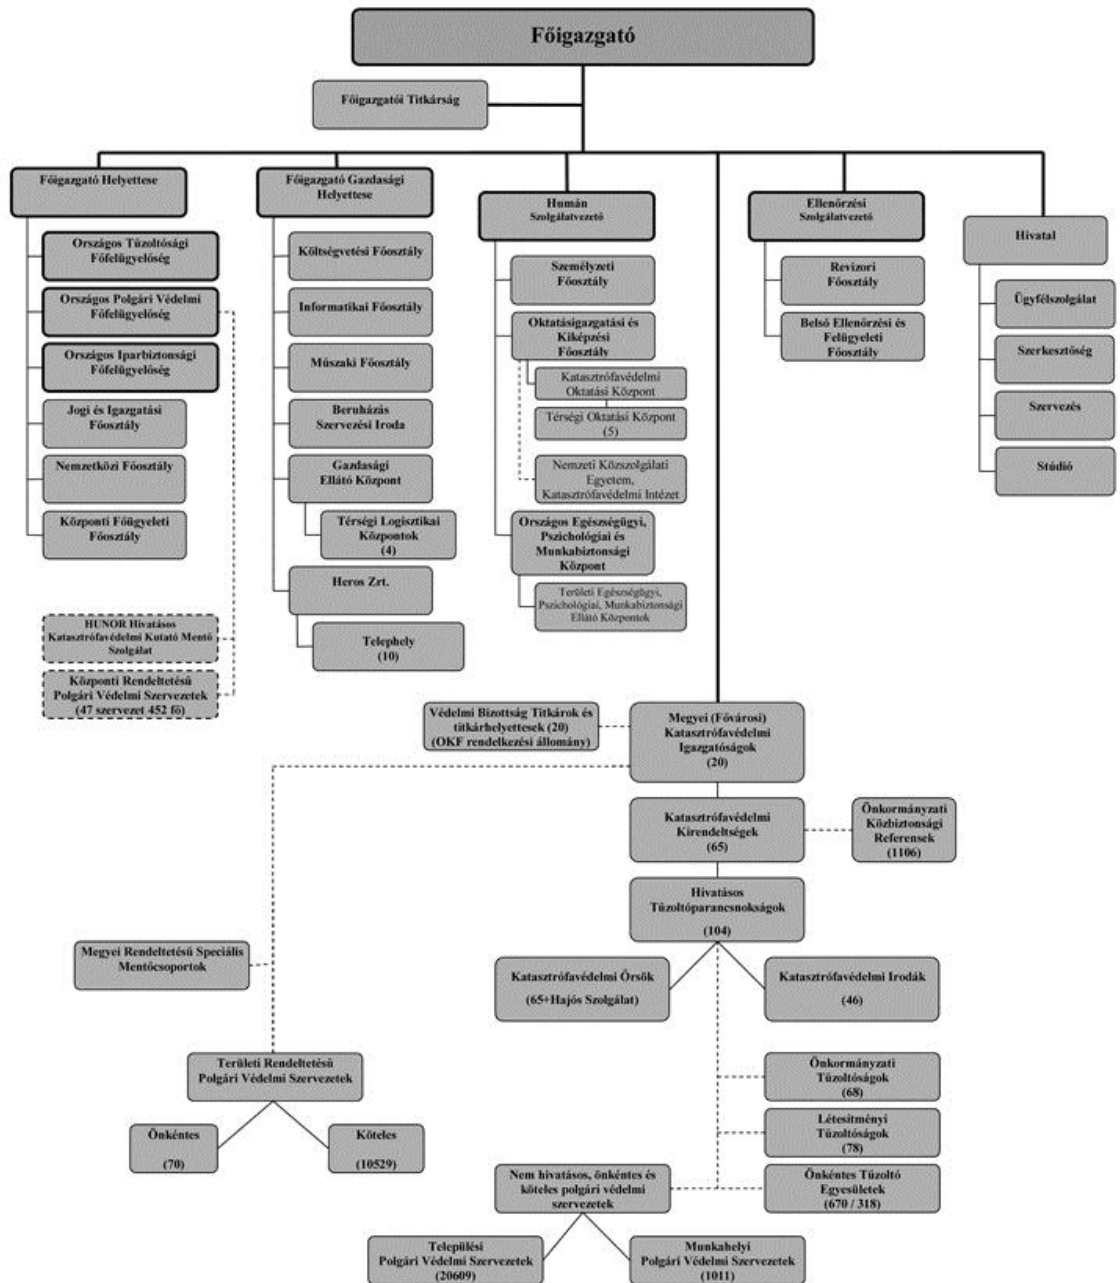 Főigazgató
Főigazgatói Titkárság
Főigazgató Helyettese
Országos Tűzoltósági
Főfelügyelőség
Országos Polgári Védelmi
Főfelügyelőség
Országos Iparbiztonsági
Főfelügyelőség
Jogi és Igazgatási
Főosztály
Nemzetközi Főosztály
Központi Főügyeleti
Főosztály
HUNOR Hivatásos
Katasztrófavédelmi Kutató Mentő
Szolgálat
Központi Rendeltetésű
Polgári Védelmi Szervezetek
(47 szervezet 452 fő)
Főigazgató Gazdasági
Helyettese
Költségvetési Főosztály
Informatikai Főosztály
Műszaki Főosztály
Beruházás
Szervezési Iroda
Gazdasági
Ellátó Központ
Térségi Logisztikai
Központok
(4)
Heros Zrt.
Telephely
(10)
Humán
Szolgálatvezető
Személyzeti
Főosztály
Oktatásigazgatási és
Kiképzési
Főosztály
Katasztrófavédelmi
Oktatási Központ
Térségi Oktatási Központ
(5)
Nemzeti Közszolgálati
Egyetem,
Katasztrófavédelmi Intézet
Országos Egészségügyi,
Pszichológiai és
Munkabiztonsági
Központ
Területi Egészségügyi,
Pszichológiai, Munkabiztonsági
Ellátó Központok
Ellenőrzési
Szolgálatvezető
Revizori
Főosztály
Belső Ellenőrzési és
Felügyeleti
Főosztály
Hivatal
Ügyfélszolgálat
Szerkesztőség
Szervezés
Stúdió
Védelmi Bizottság Titkárok és
titkárhelyettesek (20)
(OKF rendelkezési állomány)
Megyei (Fővárosi)
Katasztrófavédelmi
Igazgatóságok
(20)
Katasztrófavédelmi
Kirendeltségek
(65)
Önkormányzati
Közbiztonsági
Referensek
(1106)
Hivatásos
Tűzoltóparancsnokságok
(104)
Megyei Rendeltetésű Speciális
Mentőcsoportok
Katasztrófavédelmi Őrsök
(65+Hajós Szolgálat)
Katasztrófavédelmi Irodák
(46)
Területi Rendeltetésű
Polgári Védelmi Szervezetek
Önkéntes
(70)
Köteles
(10529)
Önkormányzati
Tűzoltóságok
(68)
Létesítményi
Tűzoltóságok
(78)
Önkéntes Tűzoltó
Egyesületek
(670 / 318)
Nem hivatásos, önkéntes és
köteles polgári védelmi
szervezetek
Települési
Polgári Védelmi Szervezetek
(20609)
Munkahelyi
Polgári Védelmi Szervezetek
(1011)